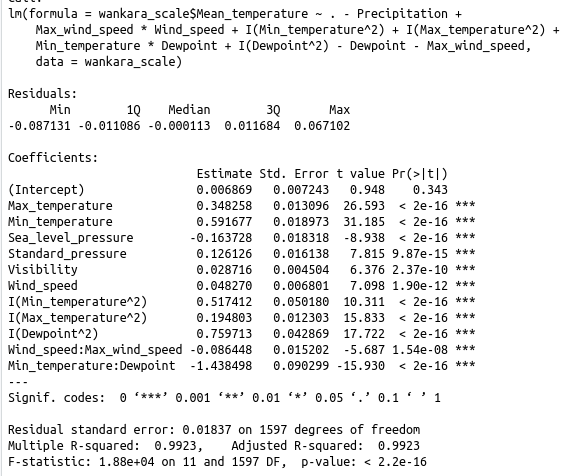 lm(formula = wankara_scale$Mean_temperature ~ . - Precipitation +
    Max_wind_speed * Wind_speed + I(Min_temperature^2) + I(Max_temperature^2) +
    Min_temperature * Dewpoint + I(Dewpoint^2) - Dewpoint - Max_wind_speed,
    data = wankara_scale)

Residuals:
      Min        1Q    Median        3Q       Max
-0.087131 -0.011086 -0.000113  0.011684  0.067102

Coefficients:
                           Estimate Std. Error t value Pr(>|t|)
(Intercept)                0.006869   0.007243   0.948    0.343
Max_temperature            0.348258   0.013096  26.593  < 2e-16 ***
Min_temperature            0.591677   0.018973  31.185  < 2e-16 ***
Sea_level_pressure        -0.163728   0.018318  -8.938  < 2e-16 ***
Standard_pressure          0.126126   0.016138   7.815 9.87e-15 ***
Visibility                 0.028716   0.004504   6.376 2.37e-10 ***
Wind_speed                 0.048270   0.006801   7.098 1.90e-12 ***
I(Min_temperature^2)       0.517412   0.050180  10.311  < 2e-16 ***
I(Max_temperature^2)       0.194803   0.012303  15.833  < 2e-16 ***
I(Dewpoint^2)              0.759713   0.042869  17.722  < 2e-16 ***
Wind_speed:Max_wind_speed -0.086448   0.015202  -5.687 1.54e-08 ***
Min_temperature:Dewpoint  -1.438498   0.090299 -15.930  < 2e-16 ***
---
Signif. codes:  0 ‘***’ 0.001 ‘**’ 0.01 ‘*’ 0.05 ‘.’ 0.1 ‘ ’ 1

Residual standard error: 0.01837 on 1597 degrees of freedom
Multiple R-squared:  0.9923,    Adjusted R-squared:  0.9923
F-statistic: 1.88e+04 on 11 and 1597 DF,  p-value: < 2.2e-16